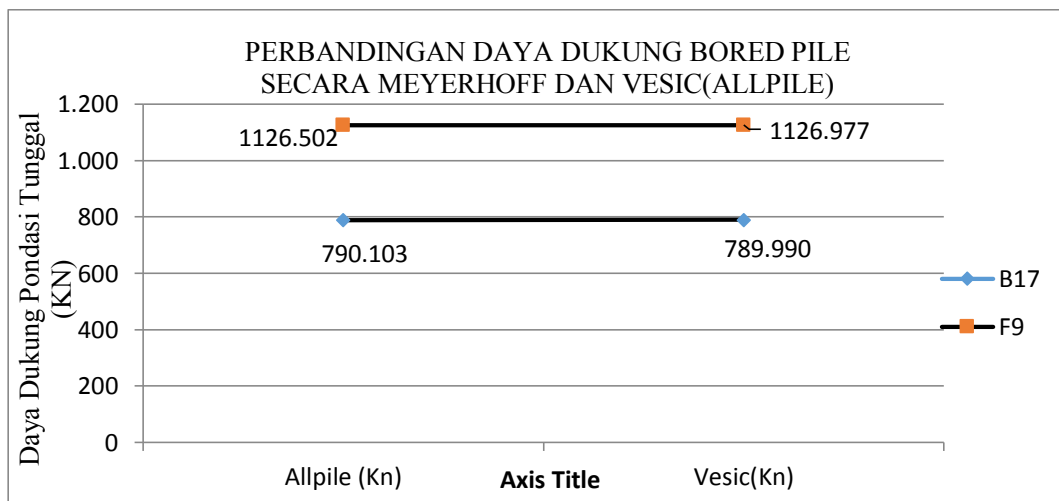 PERBANDINGAN DAYA DUKUNG BORED PILE
SECARA MEYERHOFF DAN VESIC(ALLPILE)
Daya Dukung Pondasi Tunggal
(KN)
1.200
1.000
800
600
400
200
0
1126.502
1126.977
790.103
789.990
B17
F9
Allpile (Kn)
Axis Title
Vesic(Kn)